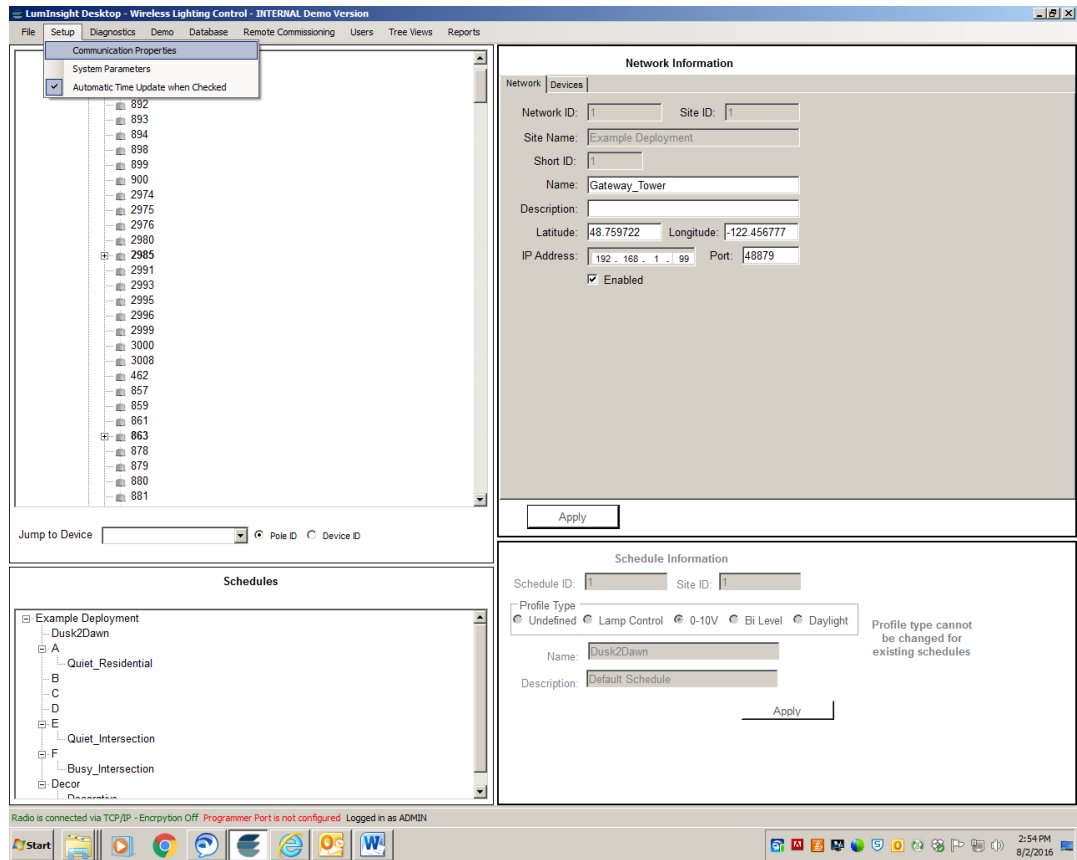 LumInsight Desktop - Wireless Lighting Control - INTERNAL Demo Version
File Setup Diagnostics Demo Database Remote Commissioning Users Tree Views Reports
Communication Properties
System Parameters
Automatic Time Update when Checked
892
893
894
898
899
900
2974
2975
2976
2980
2985
2991
2993
2995
2996
2999
3000
3008
462
857
859
861
863
878
879
880
881
Jump to Device Pole ID Device ID
Schedules
Example Deployment
Dusk2Dawn
A
Quiet_Residential
B
C
D
E
Quiet_Intersection
F
Busy_Intersection
Decor
Decorative
Network Information
Network Devices
Network ID: 1 Site ID: 1
Site Name: Example Deployment
Short ID: 1
Name: Gateway_Tower
Description:
Latitude: 48.759722 Longitude: -122.456777
IP Address: 192 . 168 . 1 . 99 Port: 48879
Enabled
Apply
Schedule Information
Schedule ID: 1 Site ID: 1
Profile Type
Undefined Lamp Control 0-10V Bi Level Daylight
Profile type cannot
be changed for
existing schedules
Name: Dusk2Dawn
Description: Default Schedule
Apply
Radio is connected via TCP/IP - Encrpytion Off Programmer Port is not configured Logged in as ADMIN
Start
2:54 PM
8/2/2016